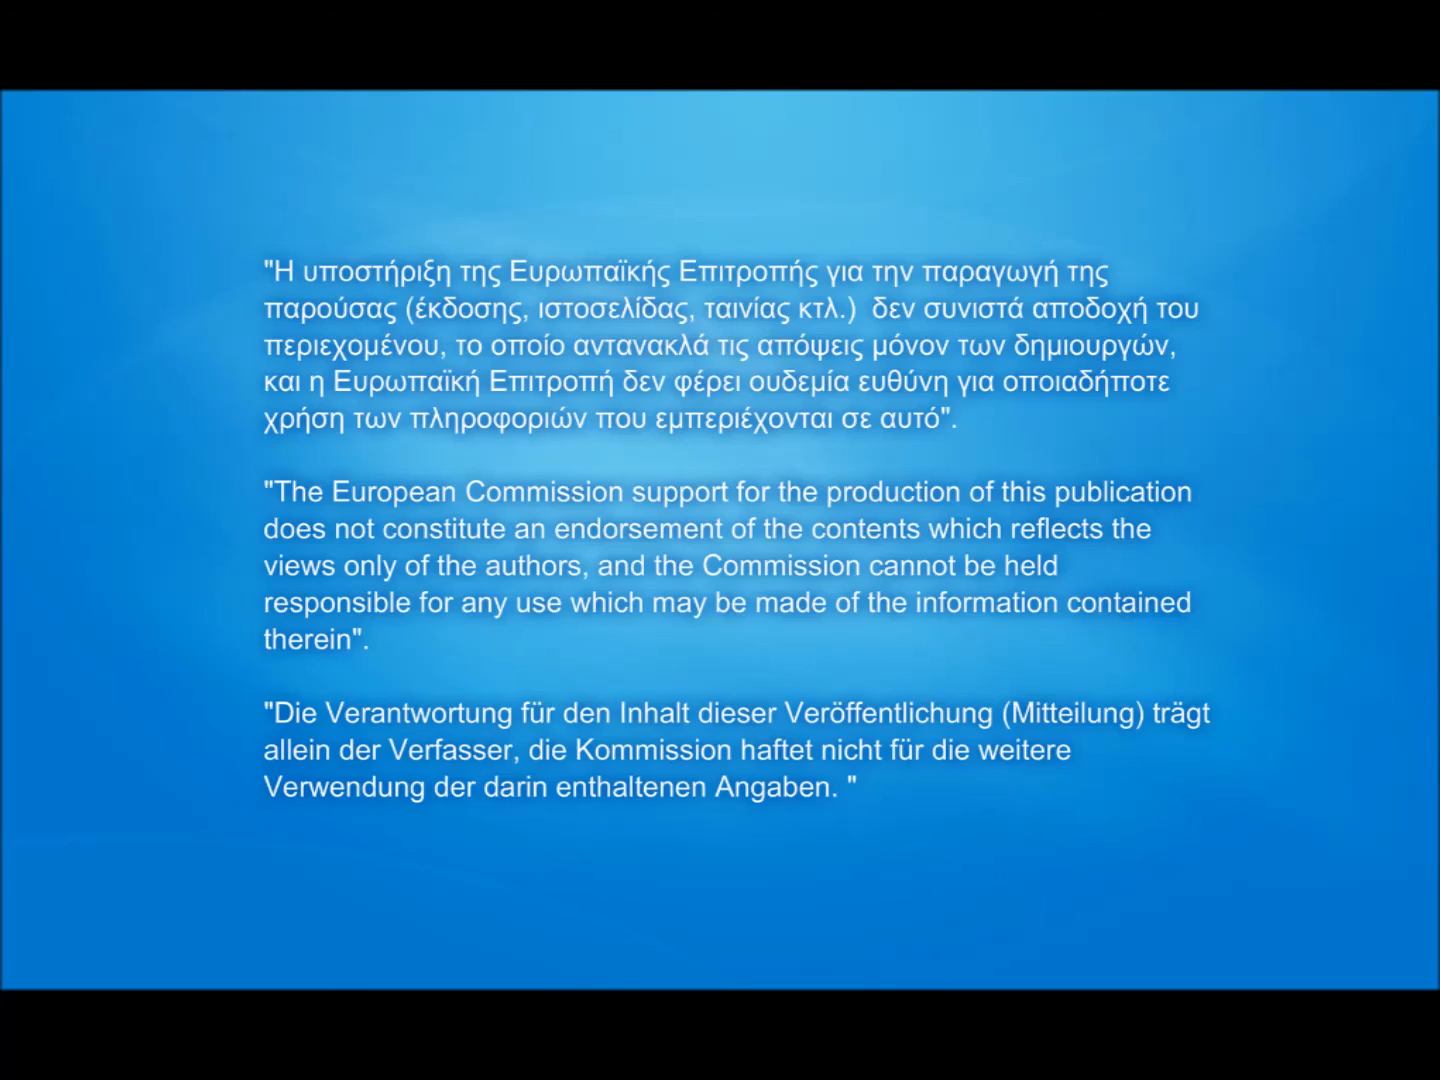 "Η υποστήριξη της Ευρωπαϊκής Επιτροπής για την παραγωγή της
παρούσας (έκδοσης, ιστοσελίδας, ταινίας κτλ.)  δεν συνιστά αποδοχή του
περιεχομένου, το οποίο αντανακλά τις απόψεις μόνον των δημιουργών,
και η Ευρωπαϊκή Επιτροπή δεν φέρει ουδεμία ευθύνη για οποιαδήποτε
χρήση των πληροφοριών που εμπεριέχονται σε αυτό".
"The European Commission support for the production of this publication
does not constitute an endorsement of the contents which reflects the
views only of the authors, and the Commission cannot be held
responsible for any use which may be made of the information contained
therein".
"Die Verantwortung für den Inhalt dieser Veröffentlichung (Mitteilung) trägt
allein der Verfasser, die Kommission haftet nicht für die weitere
Verwendung der darin enthaltenen Angaben. "